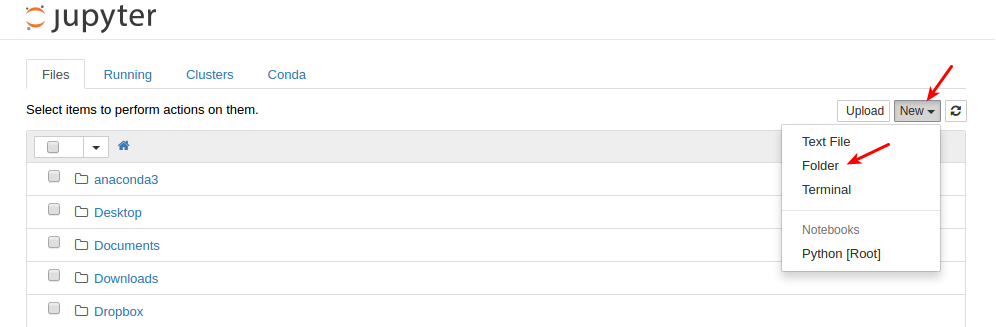 jupyter
Files Running Clusters Conda
Select items to perform actions on them.
Upload New
Text File
Folder
Terminal
Notebooks
Python [Root]
anaconda3
Desktop
Documents
Downloads
Dropbox